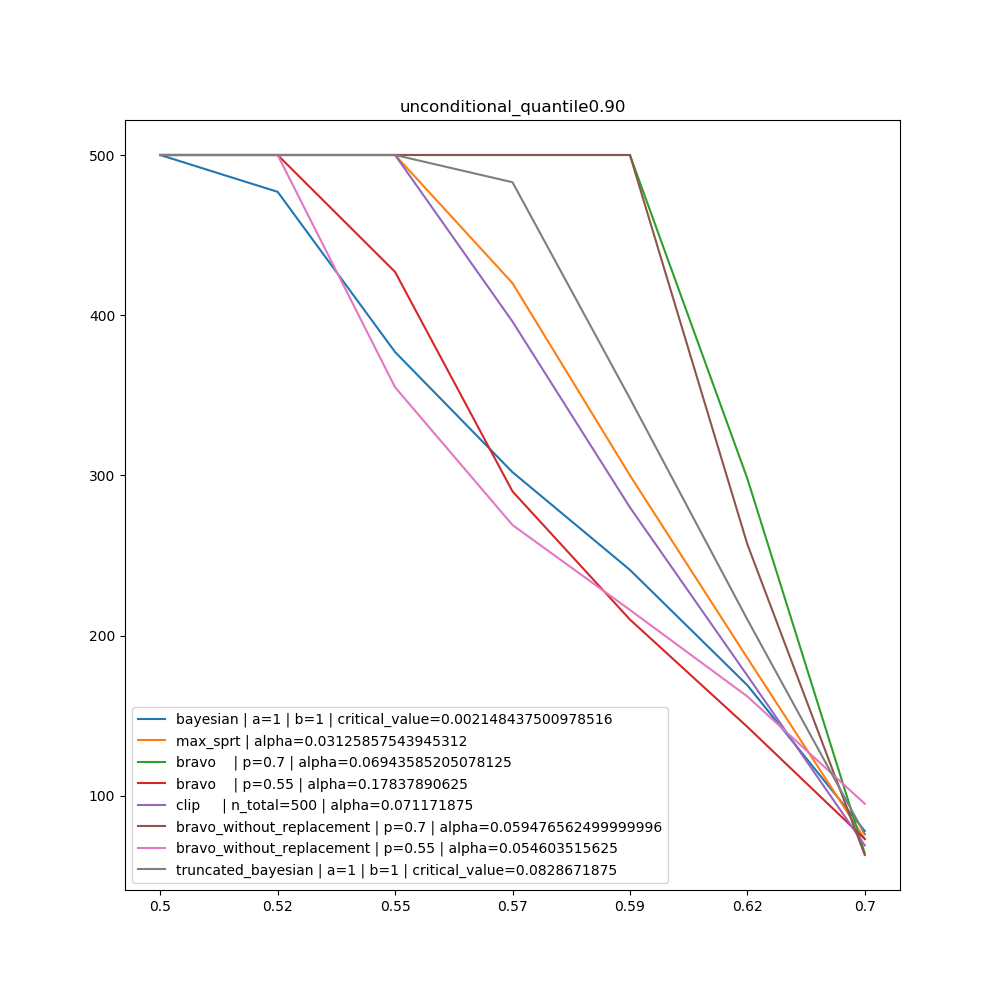 unconditional_quantile0.90
500
400
300
200
100
bayesian | a=1 | b=1 | critical_value=0.002148437500978516
max_sprt | alpha=0.03125857543945312
bravo    | p=0.7 | alpha=0.06943585205078125
bravo    | p=0.55 | alpha=0.17837890625
clip     | n_total=500 | alpha=0.071171875
bravo_without_replacement | p=0.7 | alpha=0.059476562499999996
bravo_without_replacement | p=0.55 | alpha=0.054603515625
truncated_bayesian | a=1 | b=1 | critical_value=0.0828671875
0.5 0.52 0.55 0.57 0.59 0.62 0.7